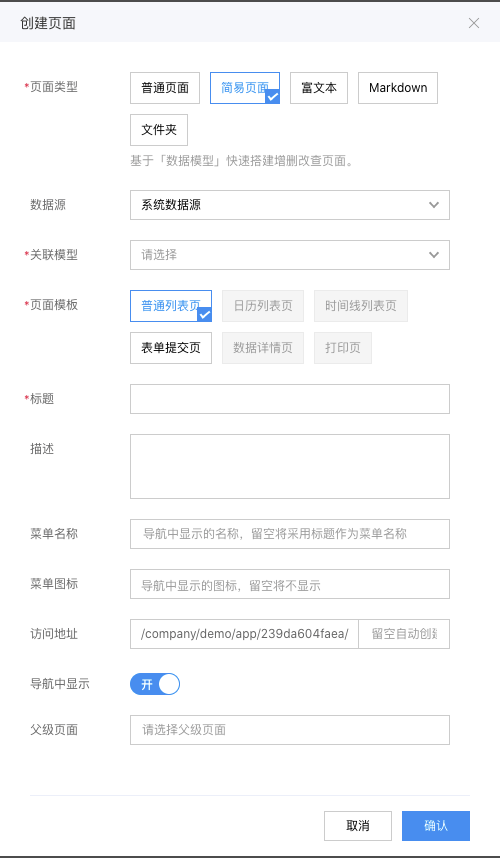 创建页面
*页面类型 普通页面 简易页面 富文本 Markdown
文件夹
基于「数据模型」快速搭建增删改查页面。
数据源 系统数据源
*关联模型 请选择
*页面模板 普通列表页 日历列表页 时间线列表页
表单提交页 数据详情页 打印页
*标题
描述
菜单名称 导航中显示的名称，留空将采用标题作为菜单名称
菜单图标 导航中显示的图标，留空将不显示
访问地址 /company/demo/app/239da604faea/ 留空自动创建
导航中显示 开
父级页面 请选择父级页面
取消 确认